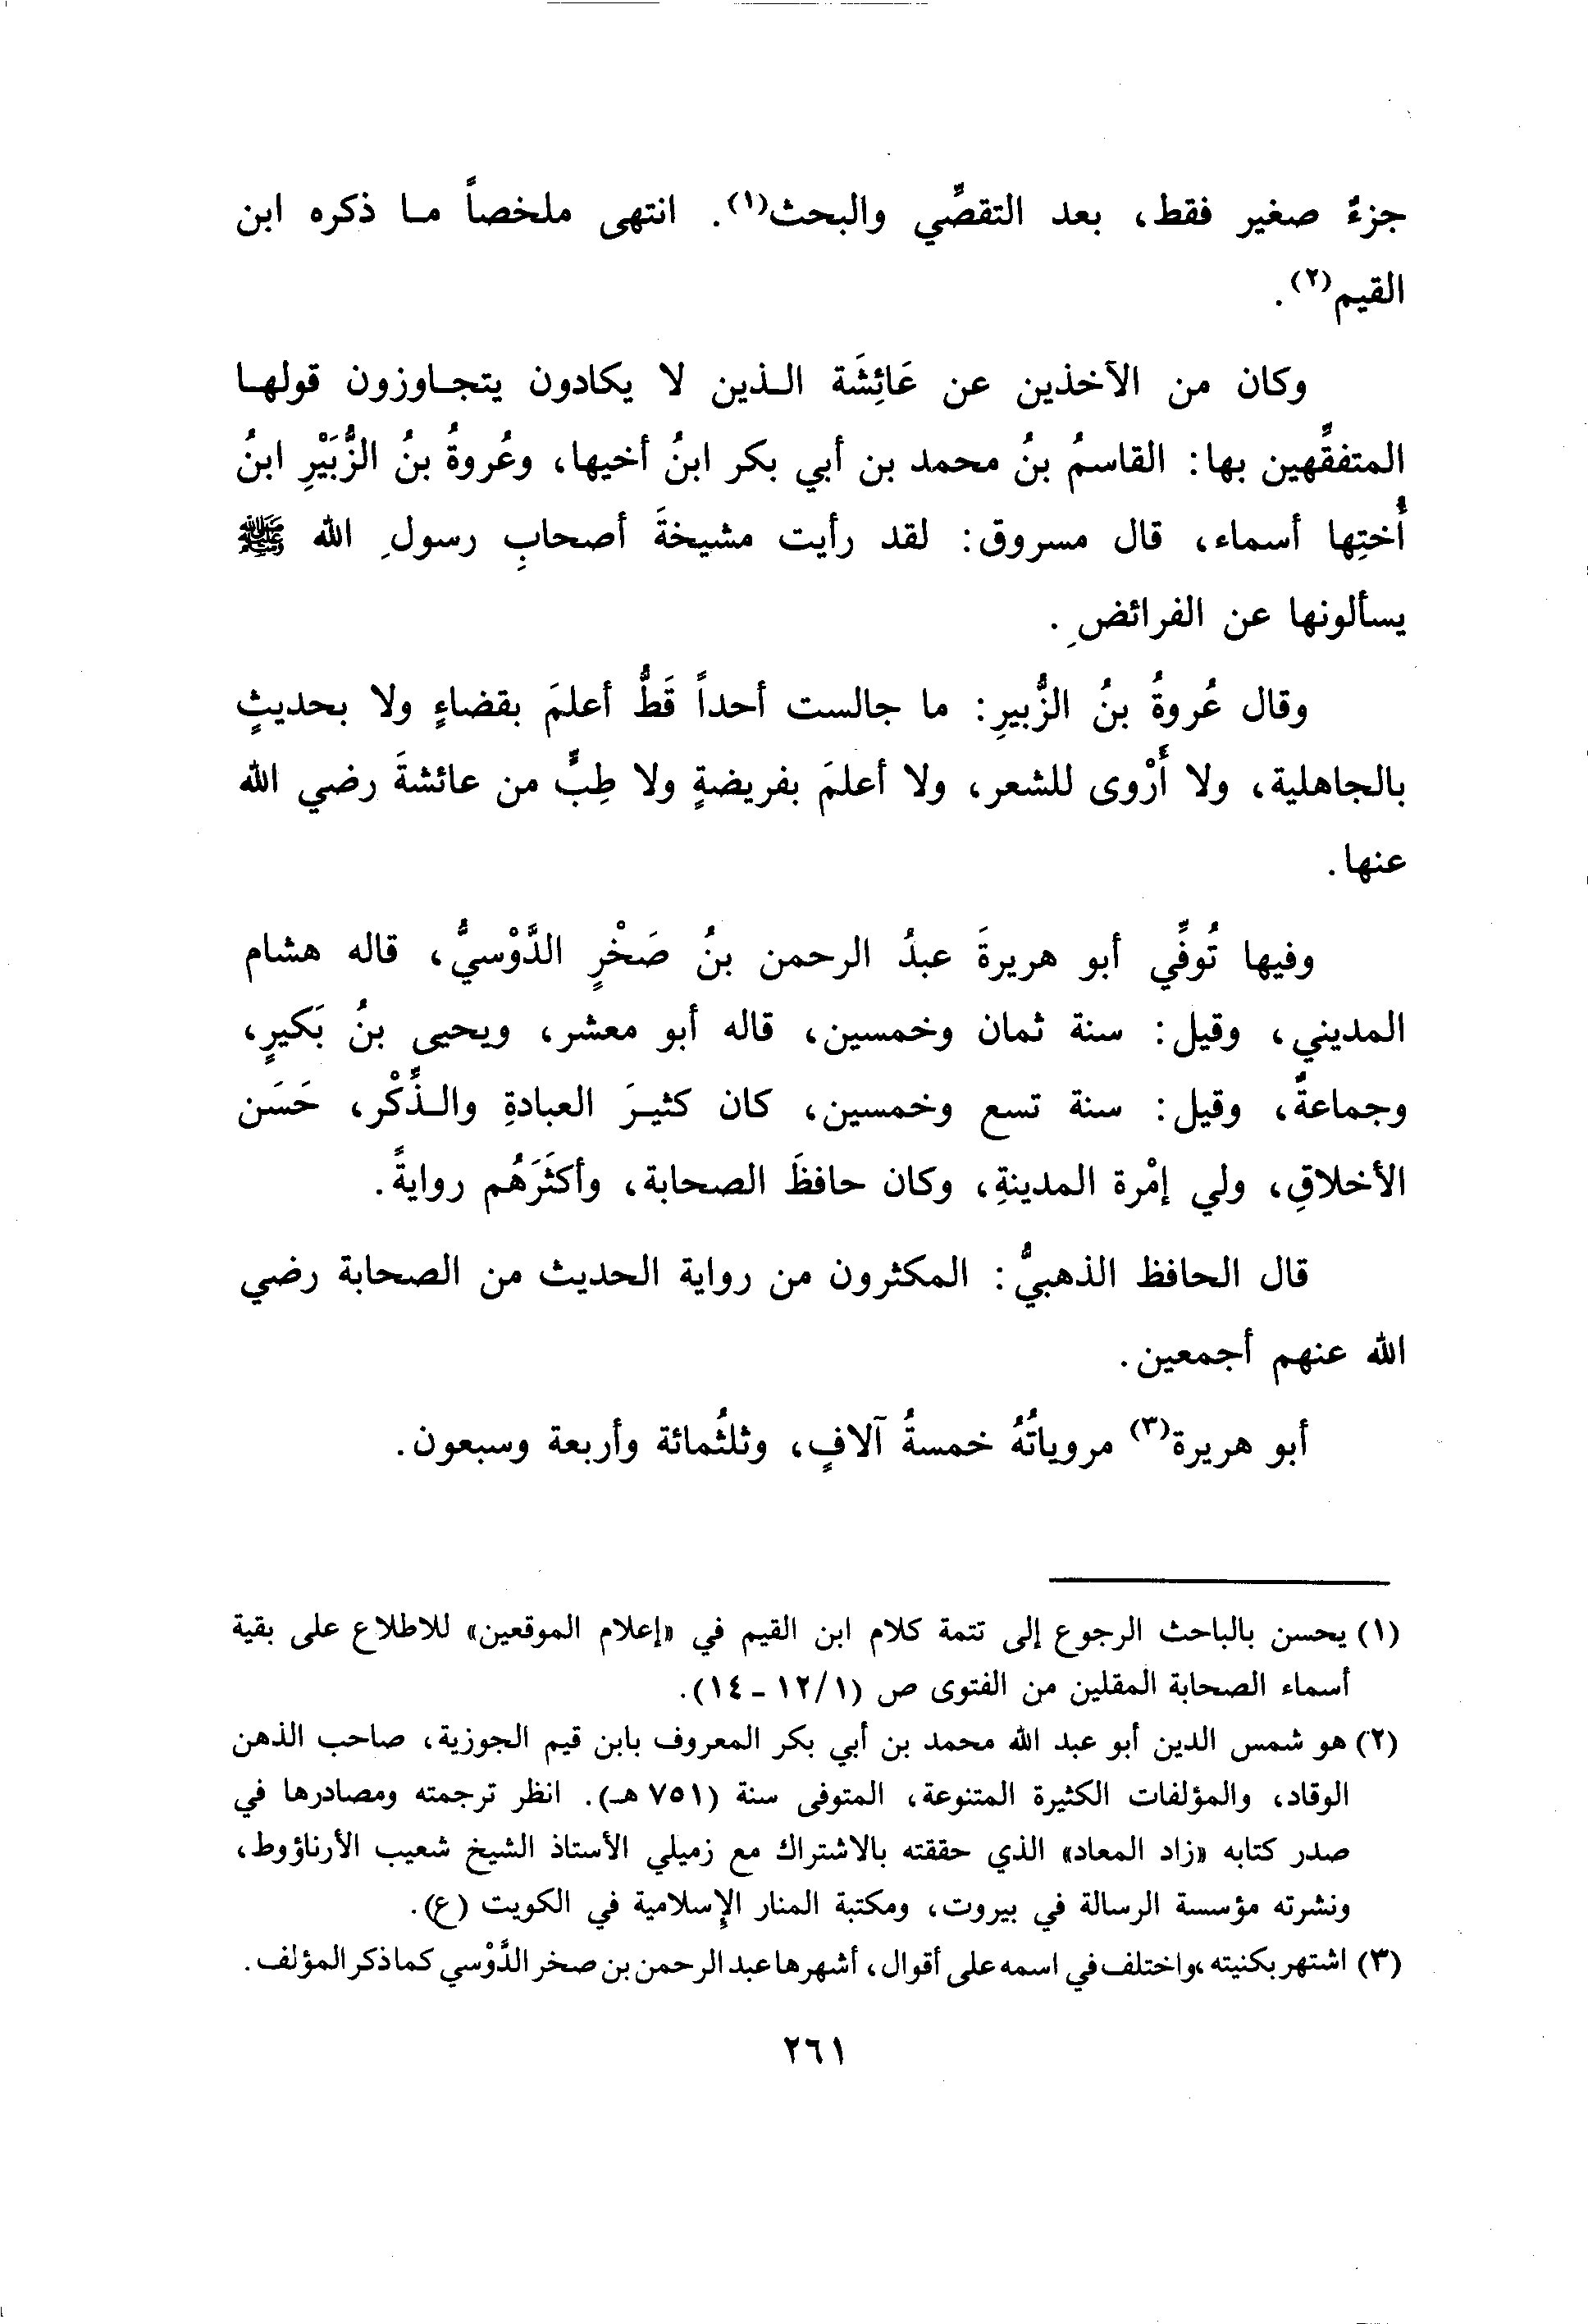 جزءٌ صغير فقط، بعد التقصِّي والبحث(١). انتهى ملخصاً ما ذكره ابن
القيم(٢).
وكان من الآخذين عن عَائِشَة الذين لا يكادون يتجاوزون قولها
المتفقِّهين بها: القاسمُ بنُ محمد بن أبي بكر ابنُ أخيها، وعُروةُ بنُ الزُّبَيْرِ ابنُ
أُختِها أسماء، قال مسروق: لقد رأيت مشيخةَ أصحابِ رسولِ الله ﷺ
يسألونها عن الفرائضِ.
وقال عُروةُ بنُ الزُّبيرِ: ما جالست أحداً قَطُّ أعلمَ بقضاءٍ ولا بحديثٍ
بالجاهلية، ولا أَرْوى للشعر، ولا أعلمَ بفريضةٍ ولا طِبٍّ من عائشةَ رضي الله
عنها.
وفيها تُوفِّي أبو هريرةَ عبدُ الرحمن بنُ صَخْرٍ الدَّوْسيُّ، قاله هشام
المديني، وقيل: سنة ثمان وخمسين، قاله أبو معشر، ويحيى بنُ بَكيرٍ،
وجماعةٌ، وقيل: سنة تسع وخمسين، كان كثيرَ العبادةِ والذِّكْر، حَسَن
الأخلاقِ، ولي إمْرة المدينةِ، وكان حافظَ الصحابة، وأكثَرَهُم روايةً.
قال الحافظ الذهبيُّ: المكثرون من رواية الحديث من الصحابة رضي
الله عنهم أجمعين.
أبو هريرة(٣) مروياتُهُ خمسةُ آلافٍ، وثلثُمائة وأربعة وسبعون.
(١) يحسن بالباحث الرجوع إلى تتمة كلام ابن القيم في «إعلام الموقعين» للاطلاع على بقية
أسماء الصحابة المقلين من الفتوى ص (١/١٢ - ١٤).
(٢) هو شمس الدين أبو عبد الله محمد بن أبي بكر المعروف بابن قيم الجوزية، صاحب الذهن
الوقاد، والمؤلفات الكثيرة المتنوعة، المتوفى سنة (٧٥١ هـ). انظر ترجمته ومصادرها في
صدر كتابه «زاد المعاد» الذي حققته بالاشتراك مع زميلي الأستاذ الشيخ شعيب الأرناؤوط،
ونشرته مؤسسة الرسالة في بيروت، ومكتبة المنار الإسلامية في الكويت (ع).
(٣) اشتهر بكنيته، واختلف في اسمه على أقوال، أشهرها عبد الرحمن بن صخر الدَّوْسي كما ذكر المؤلف.
٢٦١